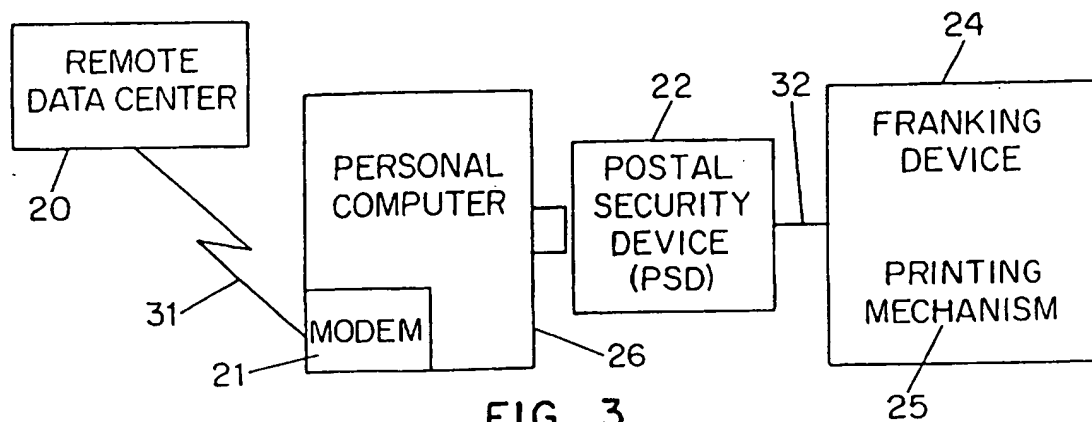 REMOTE
DATA CENTER
20
31
PERSONAL
COMPUTER
MODEM
21
26
22
POSTAL
SECURITY
DEVICE
(PSD)
32
24
FRANKING
DEVICE
PRINTING
MECHANISM
25
FIG. 3